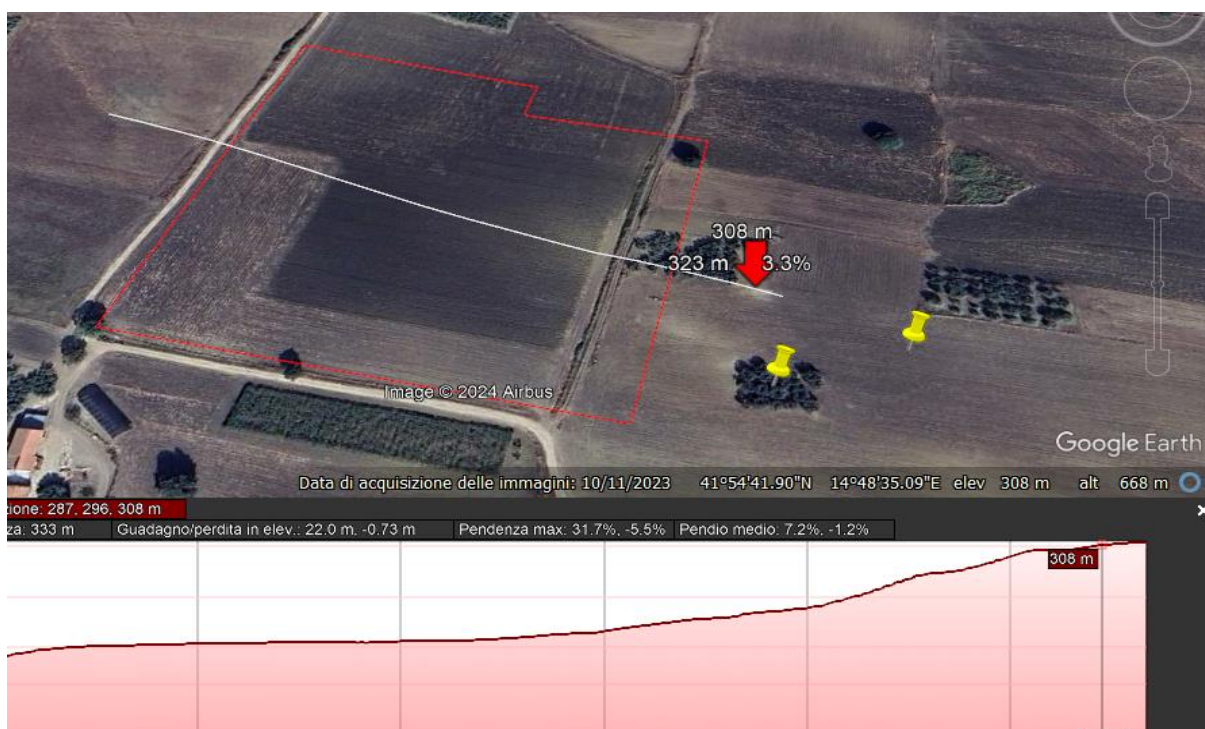 308 m
323 m 3.3%
Image © 2024 Airbus
Google Earth
Data di acquisizione delle immagini: 10/11/2023 41°54'41.90"N 14°48'35.09"E elev 308 m alt 668 m
287, 296, 308 m
333 m Guadagno/perdita in elev.: 22.0 m, -0.73 m Pendenza max: 31.7%, -5.5% Pendio medio: 7.2%, -1.2%
308 m